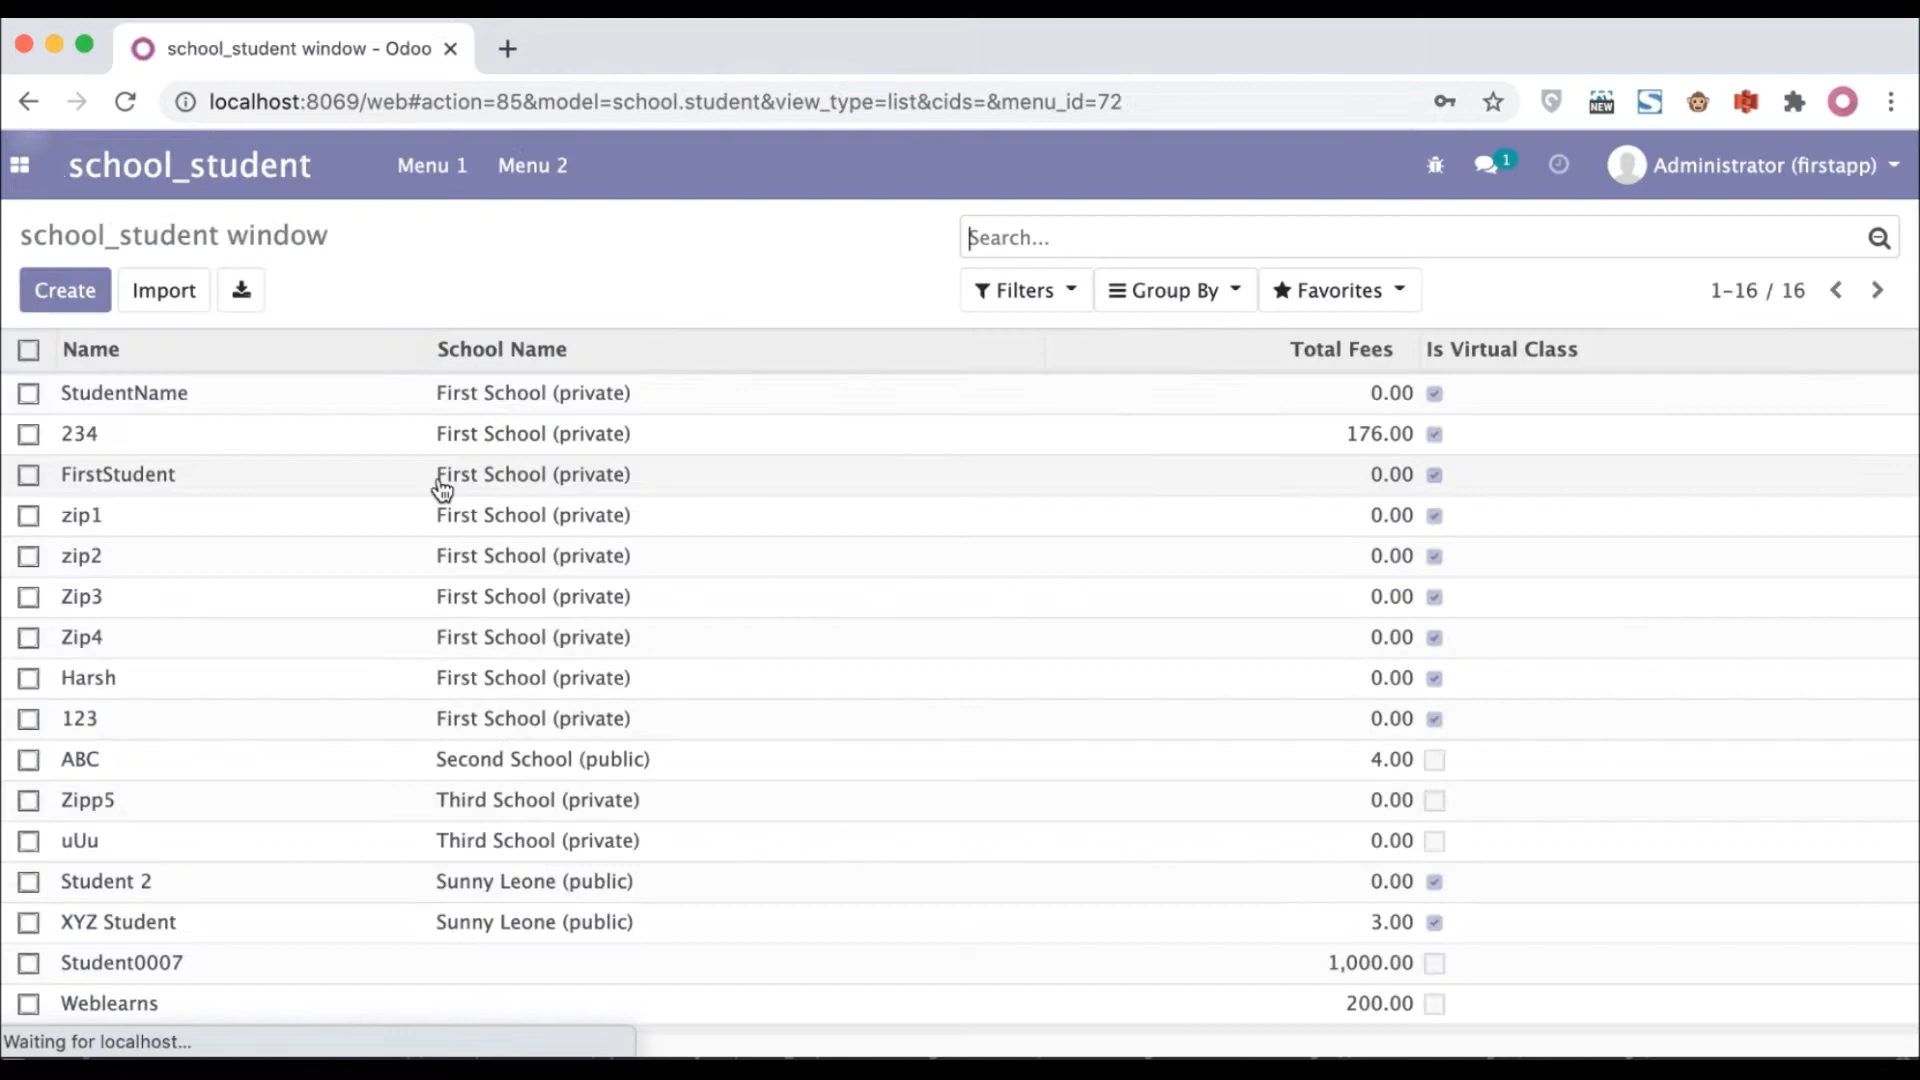 school_student window - Odoo
localhost:8069/web#action=85&model=school.student&view_type=list&cids=&menu_id=72
NEW
school_student Menu 1 Menu 2 1 Administrator (firstapp)
school_student window
Search...
Create Import Filters Group By Favorites 1-16 / 16
Name School Name Total Fees Is Virtual Class
StudentName First School (private) 0.00
234 First School (private) 176.00
FirstStudent First School (private) 0.00
zip1 First School (private) 0.00
zip2 First School (private) 0.00
Zip3 First School (private) 0.00
Zip4 First School (private) 0.00
Harsh First School (private) 0.00
123 First School (private) 0.00
ABC Second School (public) 4.00
Zipp5 Third School (private) 0.00
uUu Third School (private) 0.00
Student 2 Sunny Leone (public) 0.00
XYZ Student Sunny Leone (public) 3.00
Student0007 1,000.00
Weblearns 200.00
Waiting for localhost...